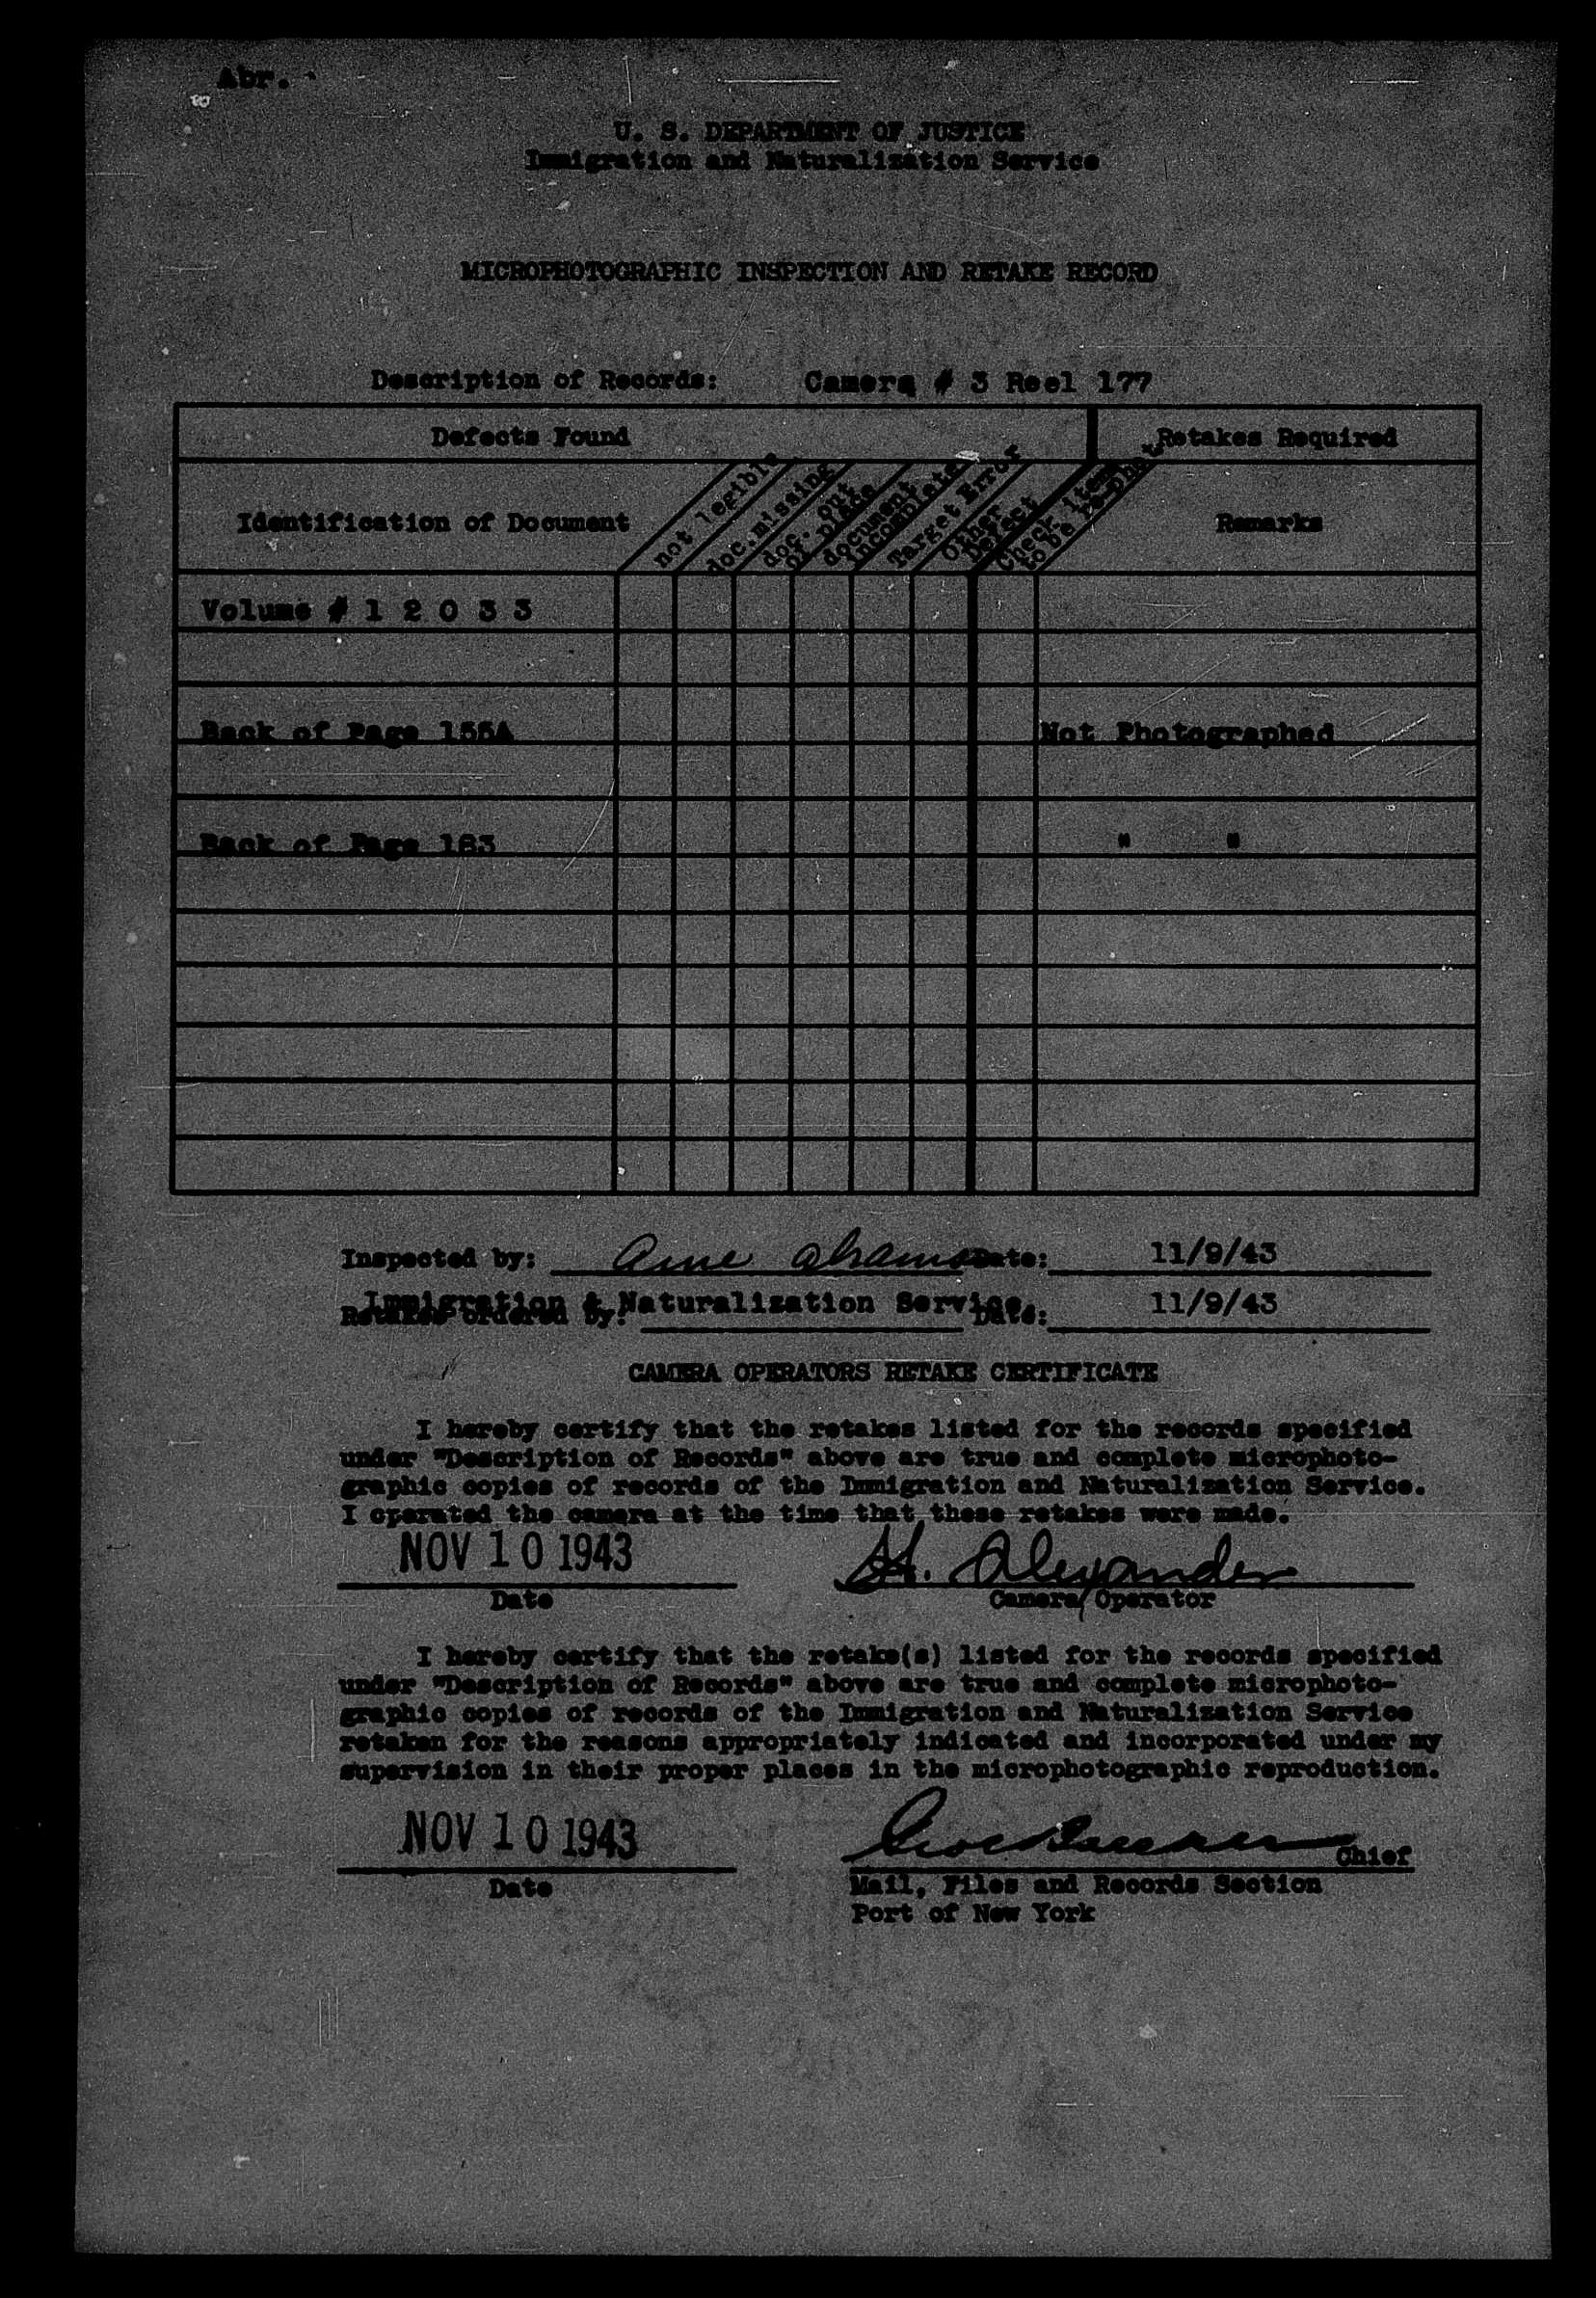 Abr.
U. S. DEPARTMENT OF JUSTICE
Immigration and Naturalization Service
MICROPHOTOGRAPHIC INSPECTION AND RETAKE RECORD
Description of Records: Camera # 3 Reel 177
Defects Found
Retakes Required
Identification of Document
not legible
doc. missing
doc. out
of place
document
incomplete
Target Error
Other
Defect
Check item
to be rephot.
Remarks
Volume # 1 2 0 3 3
Back of Page 155A Not Photographed
Back of Page 183 " "
Inspected by: Date: 11/9/43
Immigration & Naturalization Service
Retakes ordered by: Date: 11/9/43
CAMERA OPERATORS RETAKE CERTIFICATE
I hereby certify that the retakes listed for the records specified
under "Description of Records" above are true and complete microphoto-
graphic copies of records of the Immigration and Naturalization Service.
I operated the camera at the time that these retakes were made.
NOV 10 1943 H. Alexander
Date Camera Operator
I hereby certify that the retake(s) listed for the records specified
under "Description of Records" above are true and complete microphoto-
graphic copies of records of the Immigration and Naturalization Service
retaken for the reasons appropriately indicated and incorporated under my
supervision in their proper places in the microphotographic reproduction.
NOV 10 1943 Chief
Date Mail, Files and Records Section
Port of New York